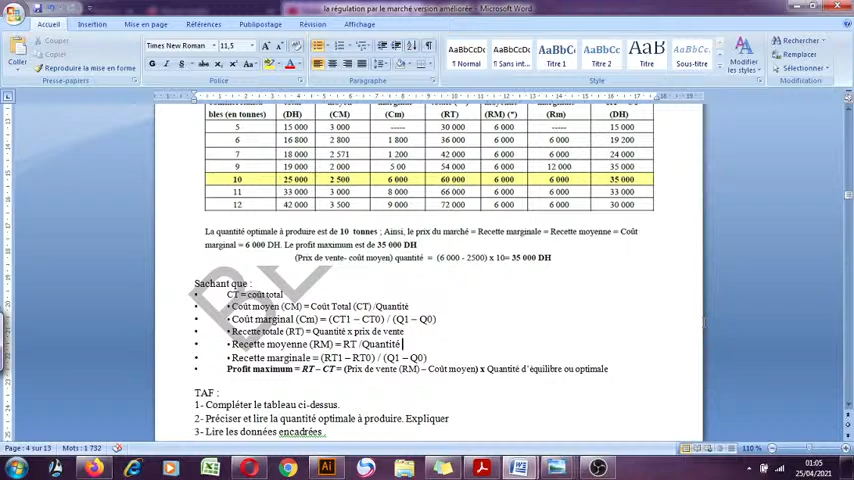 la régulation par le marché version améliorée - Microsoft Word
Accueil Insertion Mise en page Références Publipostage Révision Affichage
Coller
Couper
Copier
Reproduire la mise en forme
Presse-papiers
Times New Roman 11,5
G I S
Police
Paragraphe
AaBbCcDc AaBbCcDc AaBbC AaBbCc AaB AaBbCc.
¶ Normal ¶ Sans int... Titre 1 Titre 2 Titre Sous-titre
Style
Modifier les styles
Rechercher
Remplacer
Sélectionner
Modification
bles (en tonnes) (DH) (CM) (Cm) (RT) (RM) (*) (Rm) (DH)
5 15 000 3 000 ----- 30 000 6 000 ----- 15 000
6 16 800 2 800 1 800 36 000 6 000 6 000 19 200
7 18 000 2 571 1 200 42 000 6 000 6 000 24 000
9 19 000 2 000 5 00 54 000 6 000 12 000 35 000
10 25 000 2 500 6 000 60 000 6 000 6 000 35 000
11 33 000 3 000 8 000 66 000 6 000 6 000 33 000
12 42 000 3 500 9 000 72 000 6 000 6 000 30 000
La quantité optimale à produire est de 10 tonnes ; Ainsi, le prix du marché = Recette marginale = Recette moyenne = Coût
marginal = 6 000 DH. Le profit maximum est de 35 000 DH
(Prix de vente- coût moyen) quantité = (6 000 - 2500) x 10= 35 000 DH
Sachant que :
• CT = coût total
• • Coût moyen (CM) = Coût Total (CT) /Quantité
• • Coût marginal (Cm) = (CT1 – CT0) / (Q1 – Q0)
• • Recette totale (RT) = Quantité x prix de vente
• • Recette moyenne (RM) = RT /Quantité
• • Recette marginale = (RT1 – RT0) / (Q1 – Q0)
• Profit maximum = RT – CT = (Prix de vente (RM) – Coût moyen) x Quantité d'équilibre ou optimale
TAF :
1- Compléter le tableau ci-dessus.
2- Préciser et lire la quantité optimale à produire. Expliquer
3- Lire les données encadrées .
Page : 4 sur 13 Mots : 1 732 110 %
01:05
25/04/2021